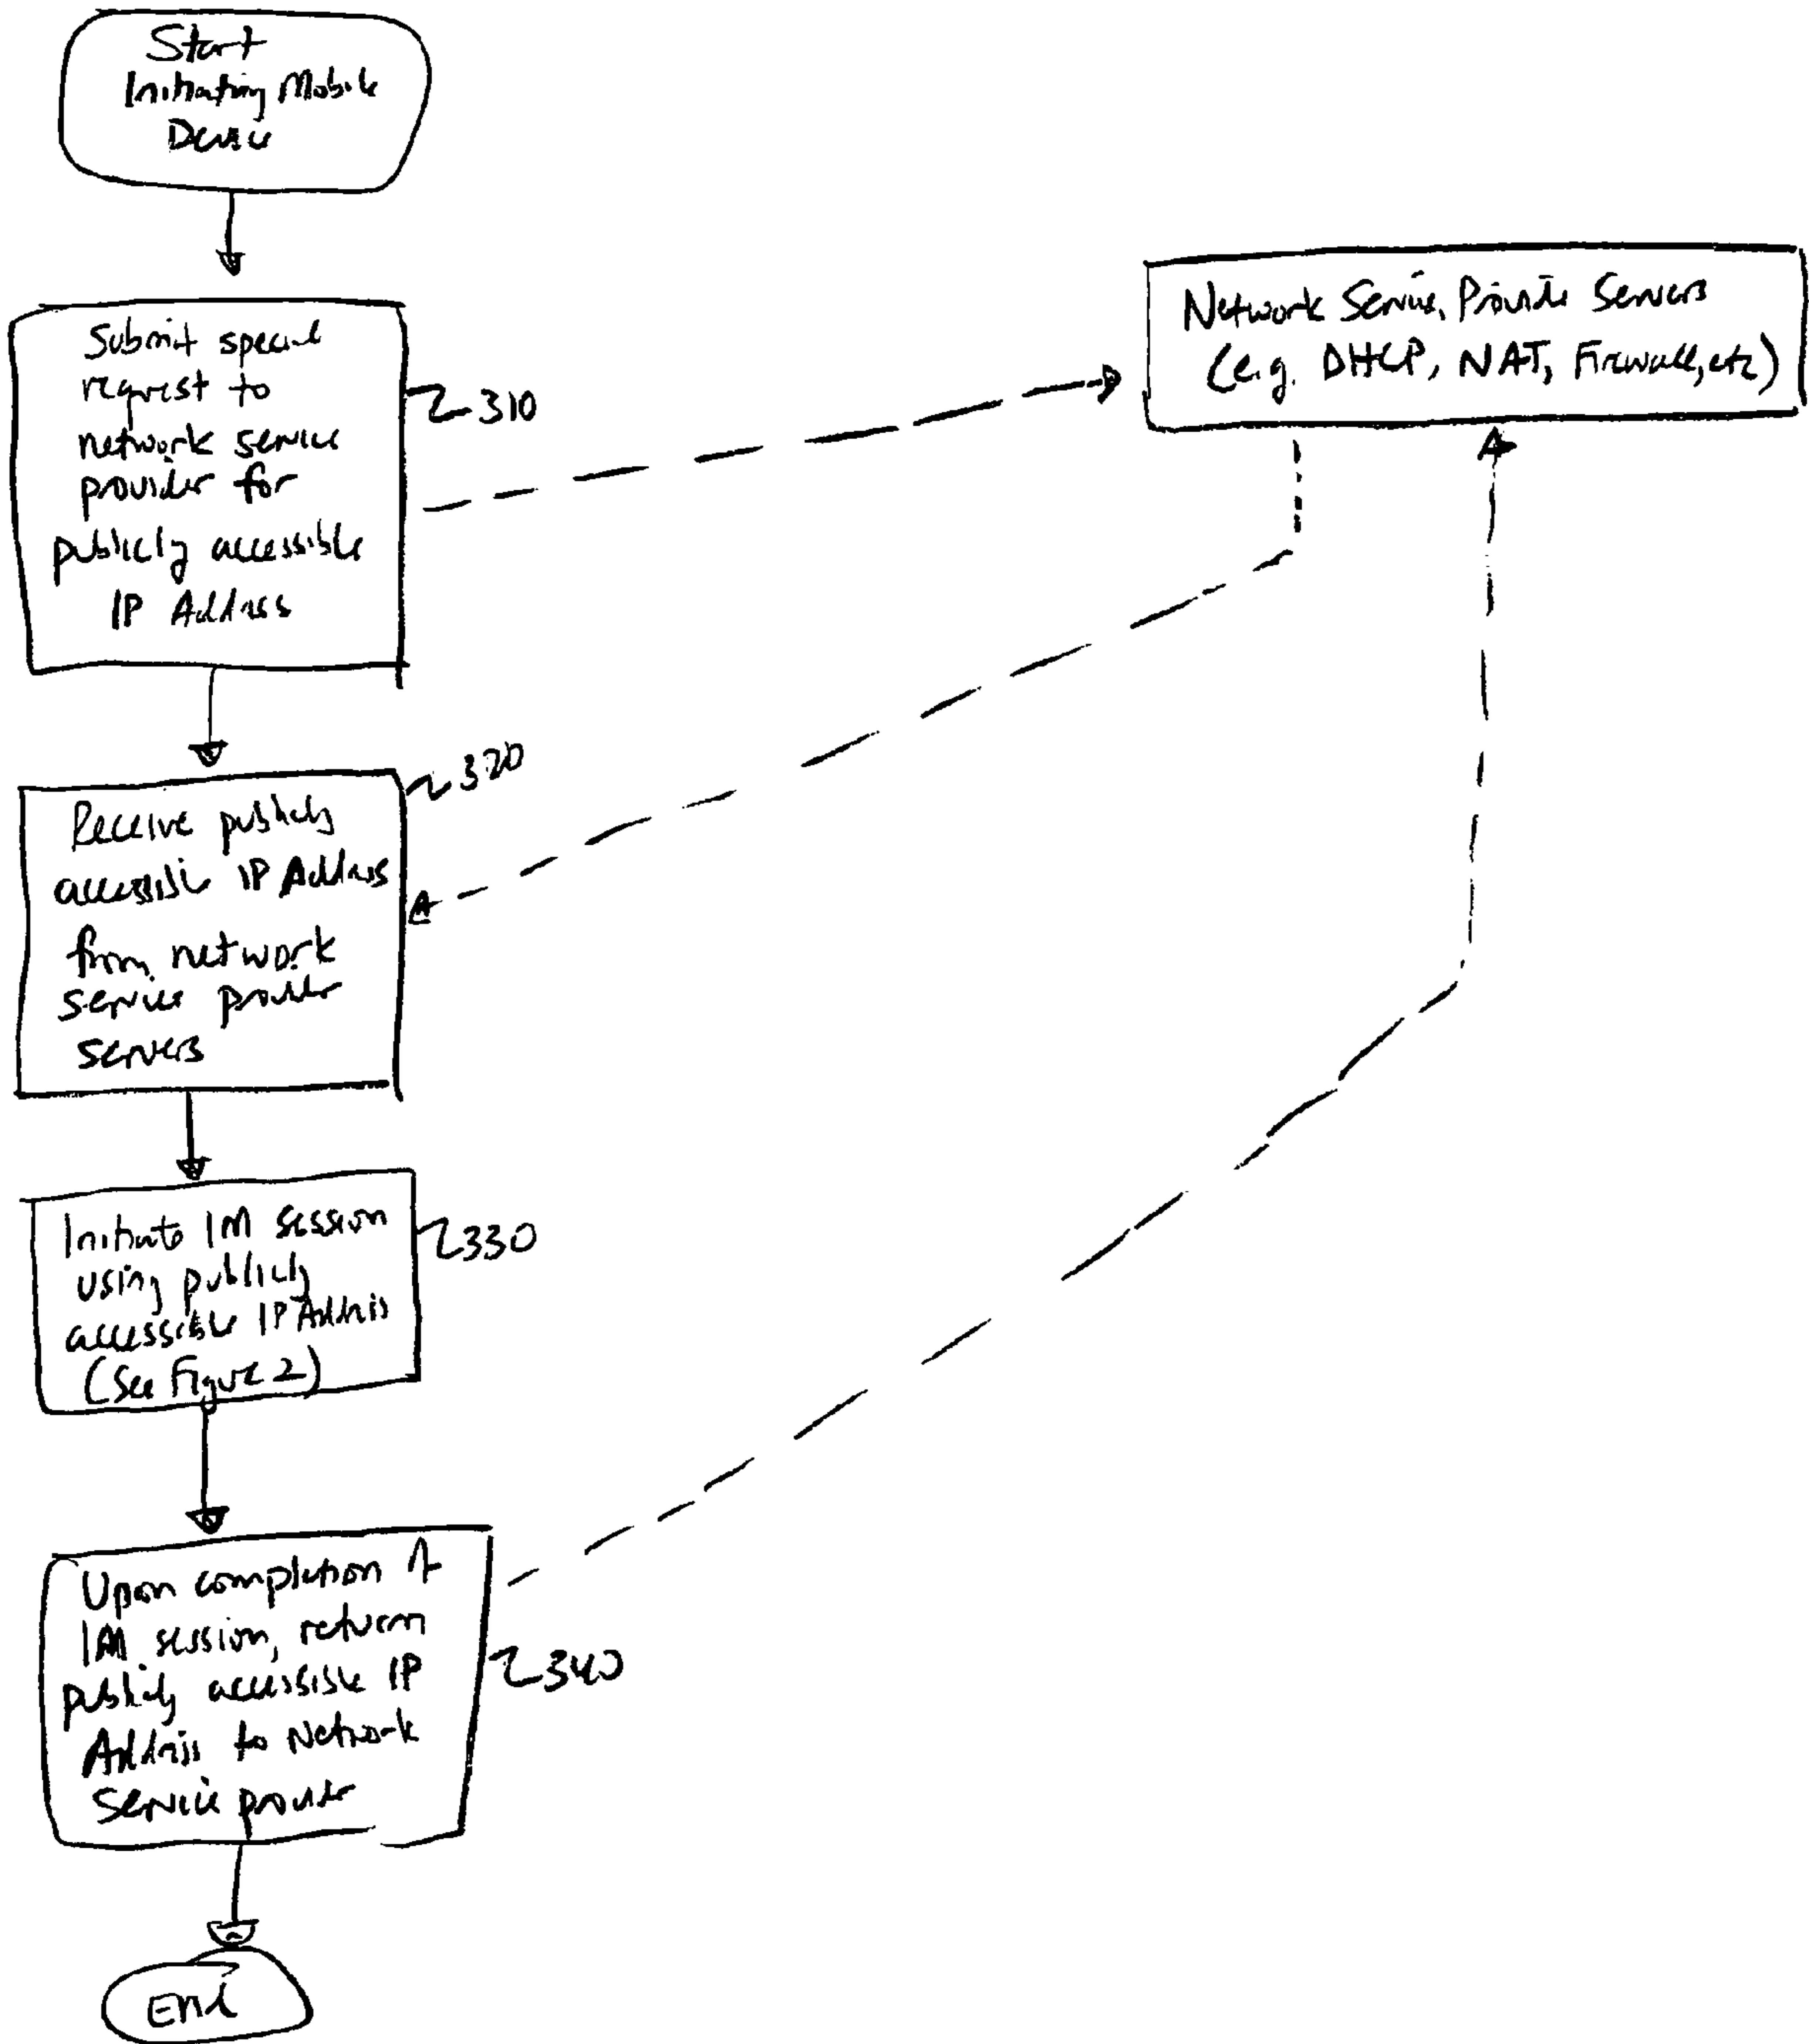 Start
Initiating Mobile
Device
Submit special
request to
network service
provider for
publicly accessible
IP Address
310
Network Service Provider Servers
(e.g. DHCP, NAT, Firewall, etc)
320
Receive publicly
accessible IP Address
from network
service provider
servers
Initiate IM session
using publicly
accessible IP Address
(See Figure 2)
330
Upon completion of
IM session, return
publicly accessible IP
Address to Network
Service provider
340
End